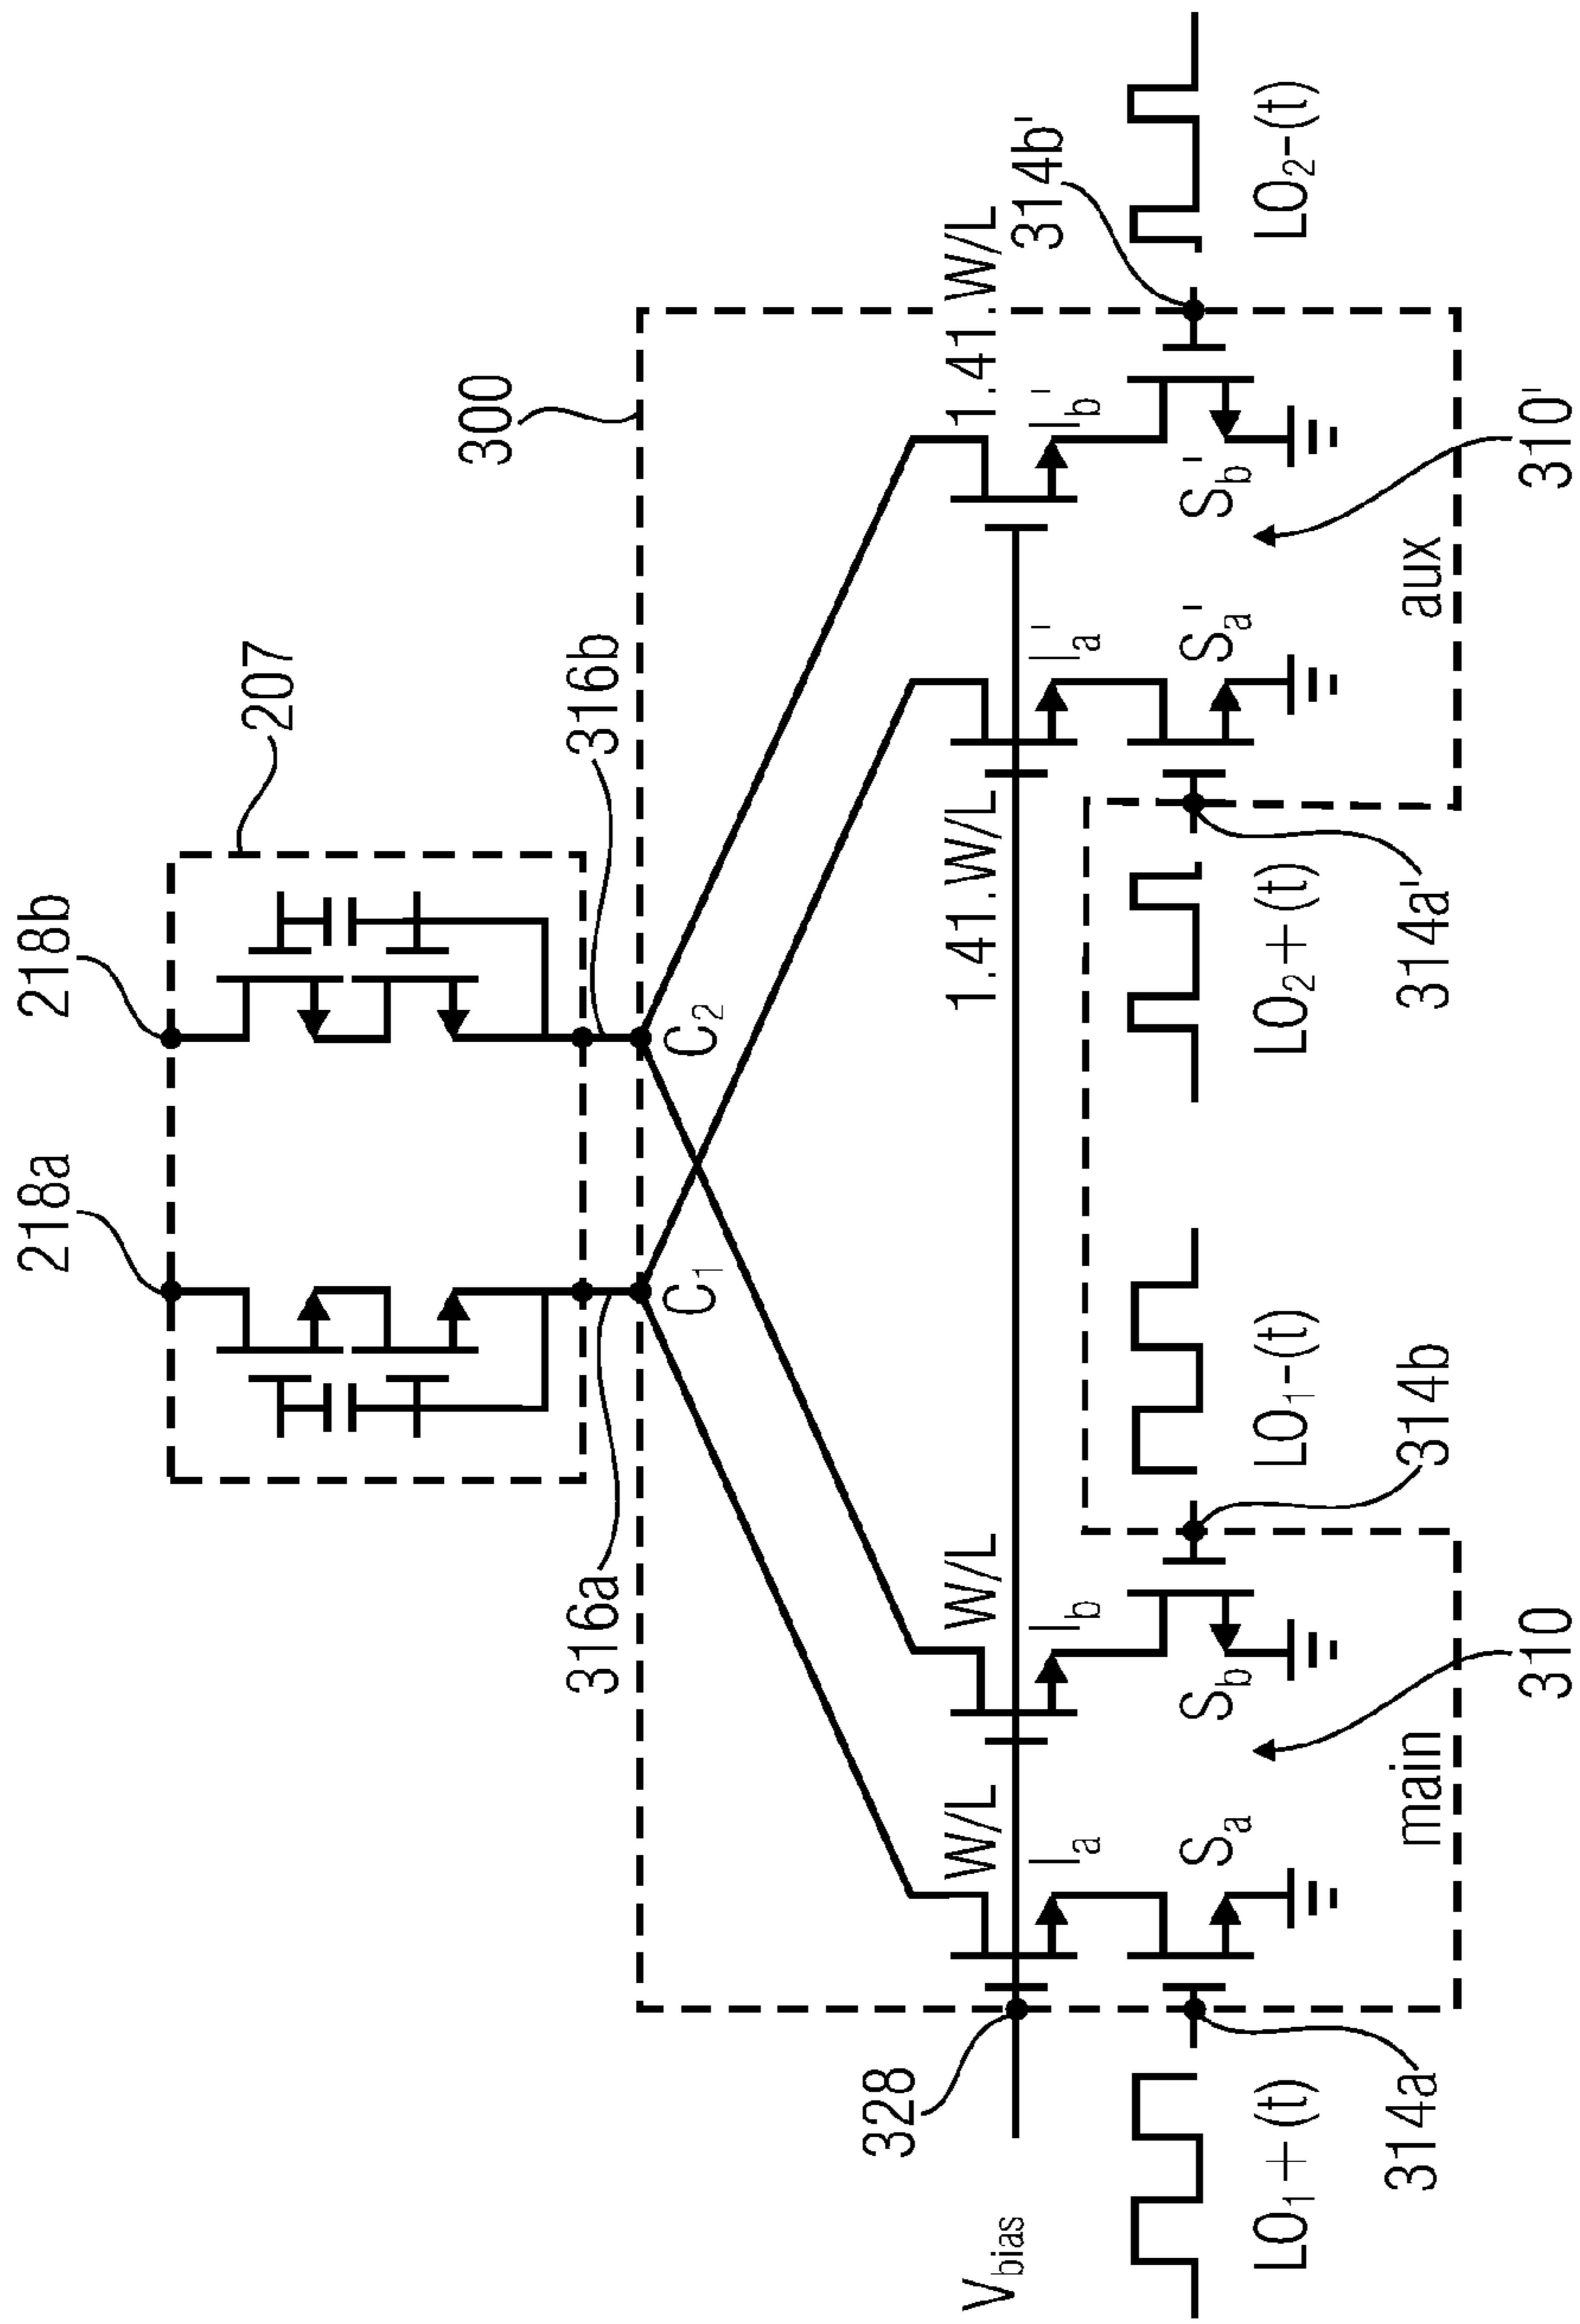 218a
218b
207
316a
316b
300
C1
C2
328
Vbias
W/L
W/L
1.41.W/L
1.41.W/L
Ia
Ib
Ia'
Ib'
314b'
Sa
Sb
Sa'
Sb'
LO1+(t)
LO1-(t)
LO2+(t)
LO2-(t)
314a
314b
314a'
main
aux
310
310'